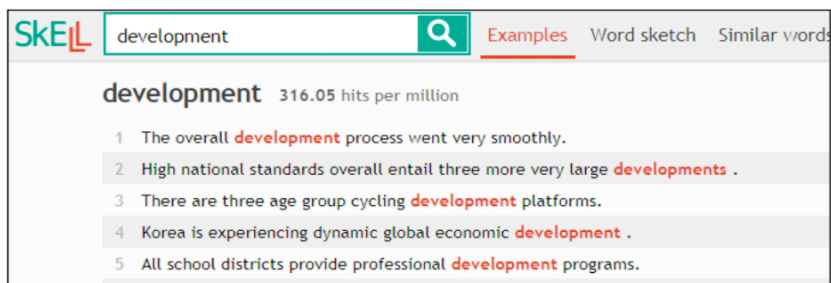 SkELL development Examples Word sketch Similar words
development 316.05 hits per million
1 The overall development process went very smoothly.
2 High national standards overall entail three more very large developments .
3 There are three age group cycling development platforms.
4 Korea is experiencing dynamic global economic development .
5 All school districts provide professional development programs.